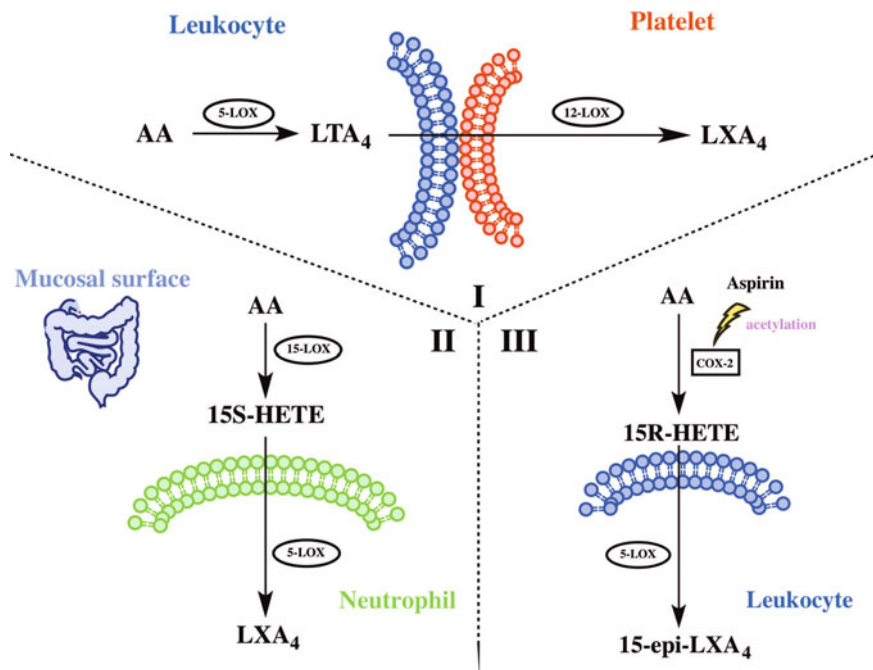 Leukocyte
Platelet
AA
5-LOX
LTA4
12-LOX
LXA4
I
Mucosal surface
AA
15-LOX
15S-HETE
5-LOX
Neutrophil
LXA4
II
III
AA
Aspirin
acetylation
COX-2
15R-HETE
5-LOX
Leukocyte
15-epi-LXA4